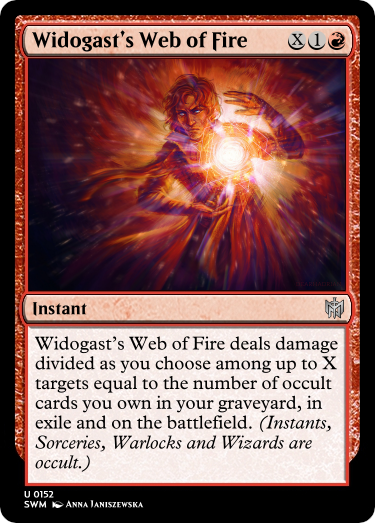 Widogast's Web of Fire X 1
Instant
Widogast's Web of Fire deals damage
divided as you choose among up to X
targets equal to the number of occult
cards you own in your graveyard, in
exile and on the battlefield. (Instants,
Sorceries, Warlocks and Wizards are
occult.)
U 0152
SWM Anna Janiszewska